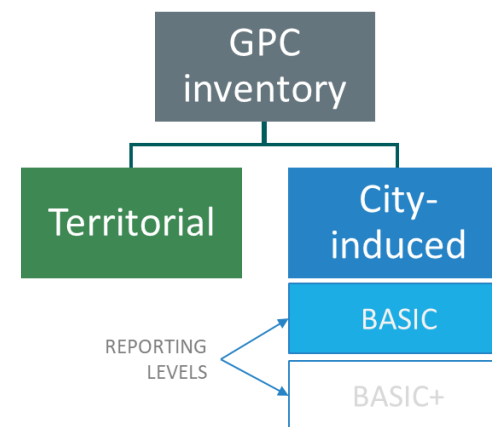 GPC
inventory
Territorial
City-
induced
REPORTING
LEVELS
BASIC
BASIC+